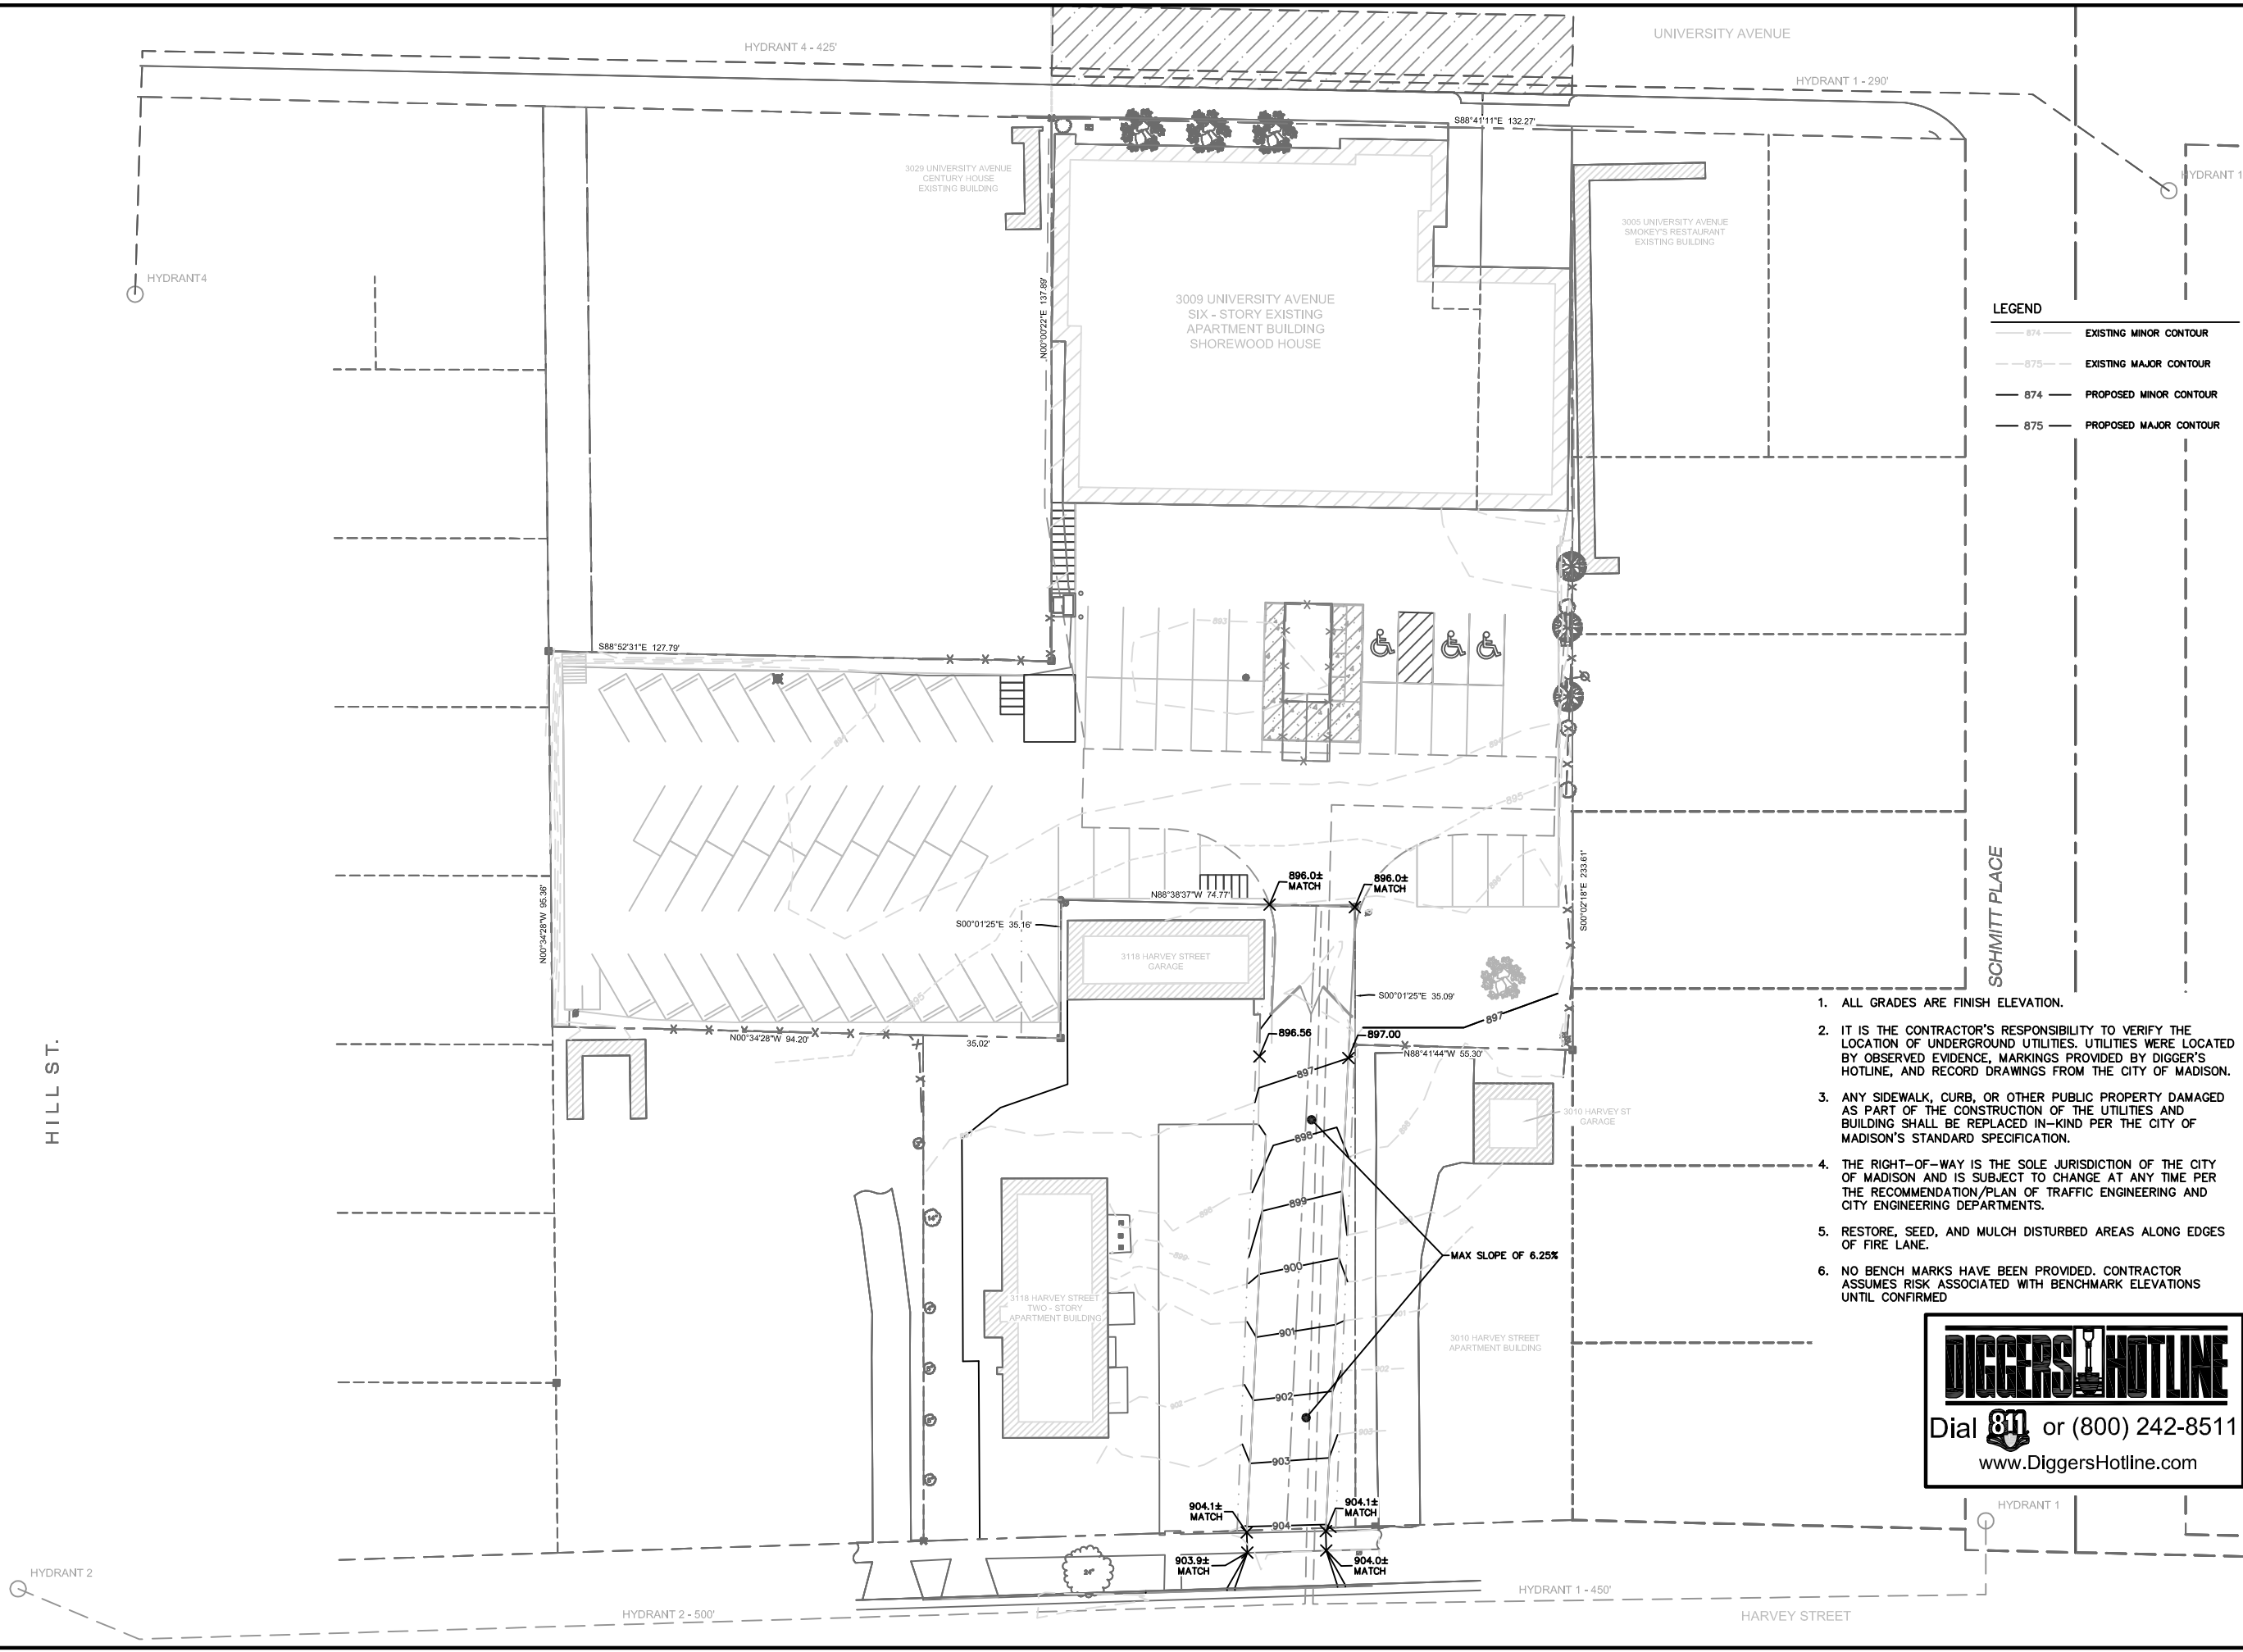 UNIVERSITY AVENUE
HYDRANT 4 - 425'
HYDRANT 1 - 290'
S88°41'11"E 132.27'
HYDRANT 1
3029 UNIVERSITY AVENUE
CENTURY HOUSE
EXISTING BUILDING
3005 UNIVERSITY AVENUE
SMOKEY'S RESTAURANT
EXISTING BUILDING
HYDRANT4
N00°00'22"E 137.89'
3009 UNIVERSITY AVENUE
SIX - STORY EXISTING
APARTMENT BUILDING
SHOREWOOD HOUSE
LEGEND
874 EXISTING MINOR CONTOUR
875 EXISTING MAJOR CONTOUR
874 PROPOSED MINOR CONTOUR
875 PROPOSED MAJOR CONTOUR
893
S88°52'31"E 127.79'
894
894
895
896.0±
MATCH
896.0±
MATCH
896
N88°38'37"W 74.77'
N00°34'28"W 95.36'
S00°02'18"E 233.61'
SCHMITT PLACE
S00°01'25"E 35.16'
3118 HARVEY STREET
GARAGE
895
S00°01'25"E 35.09'
897
896.56
897.00
N00°34'28"W 94.20'
35.02'
N88°41'44"W 55.30'
HILL ST.
897
898
899
900
901
902
903
904
3010 HARVEY ST
GARAGE
14"
MAX SLOPE OF 6.25%
3118 HARVEY STREET
TWO - STORY
APARTMENT BUILDING
3010 HARVEY STREET
APARTMENT BUILDING
902
902
1. ALL GRADES ARE FINISH ELEVATION.
2. IT IS THE CONTRACTOR'S RESPONSIBILITY TO VERIFY THE
LOCATION OF UNDERGROUND UTILITIES. UTILITIES WERE LOCATED
BY OBSERVED EVIDENCE, MARKINGS PROVIDED BY DIGGER'S
HOTLINE, AND RECORD DRAWINGS FROM THE CITY OF MADISON.
3. ANY SIDEWALK, CURB, OR OTHER PUBLIC PROPERTY DAMAGED
AS PART OF THE CONSTRUCTION OF THE UTILITIES AND
BUILDING SHALL BE REPLACED IN-KIND PER THE CITY OF
MADISON'S STANDARD SPECIFICATION.
4. THE RIGHT-OF-WAY IS THE SOLE JURISDICTION OF THE CITY
OF MADISON AND IS SUBJECT TO CHANGE AT ANY TIME PER
THE RECOMMENDATION/PLAN OF TRAFFIC ENGINEERING AND
CITY ENGINEERING DEPARTMENTS.
5. RESTORE, SEED, AND MULCH DISTURBED AREAS ALONG EDGES
OF FIRE LANE.
6. NO BENCH MARKS HAVE BEEN PROVIDED. CONTRACTOR
ASSUMES RISK ASSOCIATED WITH BENCHMARK ELEVATIONS
UNTIL CONFIRMED
DIGGERS HOTLINE
Dial 811 or (800) 242-8511
www.DiggersHotline.com
904.1±
MATCH
904.1±
MATCH
903.9±
MATCH
904.0±
MATCH
24"
HYDRANT 1
HYDRANT 2
HYDRANT 2 - 500'
HYDRANT 1 - 450'
HARVEY STREET